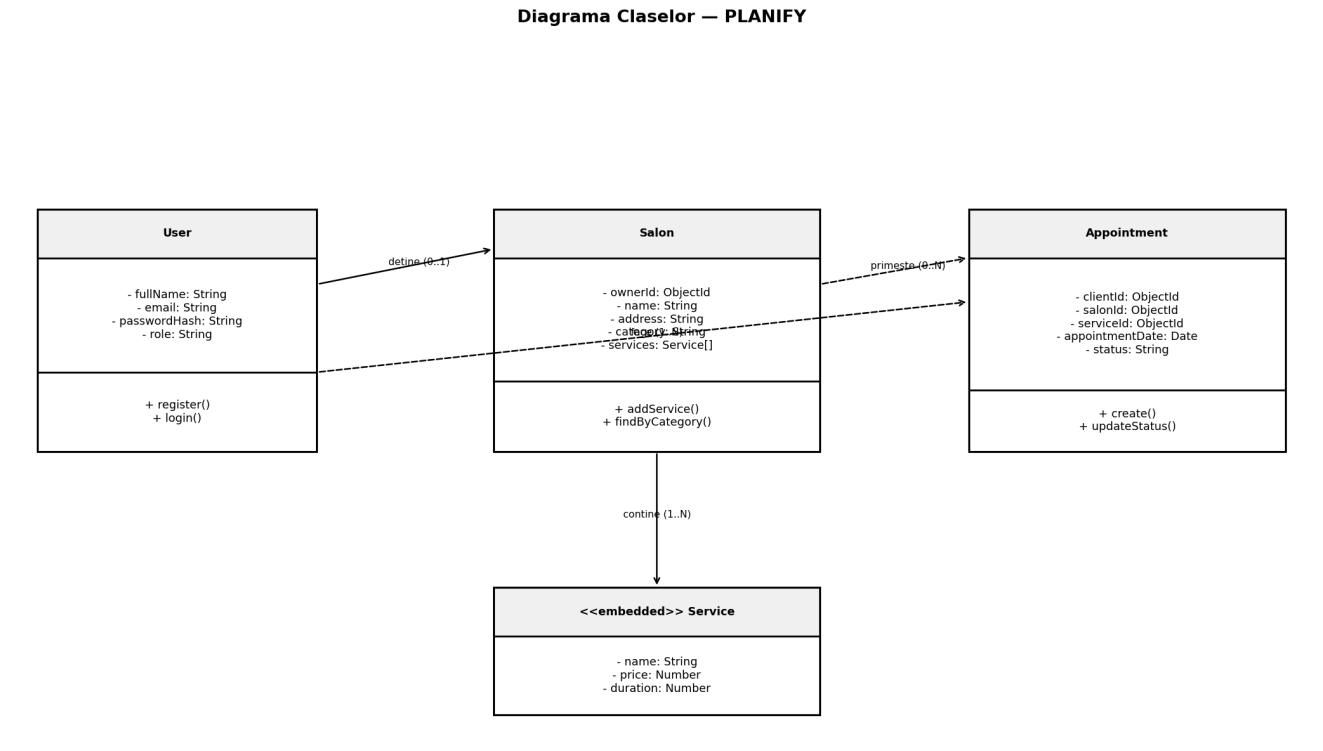 Diagrama Claselor — PLANIFY
User
- fullName: String
- email: String
- passwordHash: String
- role: String
+ register()
+ login()
detine (0..1)
Salon
- ownerId: ObjectId
- name: String
- address: String
- category: String
- services: Service[]
+ addService()
+ findByCategory()
primeste (0..N)
Appointment
- clientId: ObjectId
- salonId: ObjectId
- serviceId: ObjectId
- appointmentDate: Date
- status: String
+ create()
+ updateStatus()
contine (1..N)
<<embedded>> Service
- name: String
- price: Number
- duration: Number